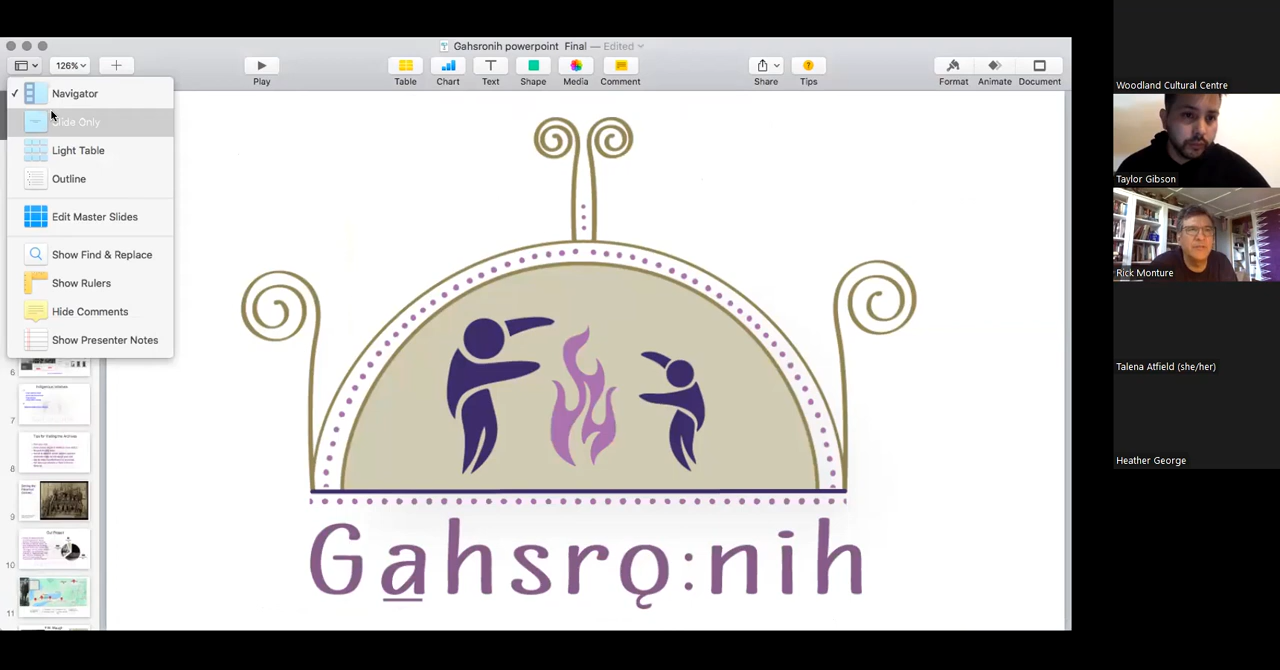 Gahsronih powerpoint Final — Edited
126%
Play
Table
Chart
Text
Shape
Media
Comment
Share
Tips
Format
Animate
Document
✓ Navigator
Slide Only
Light Table
Outline
Edit Master Slides
Show Find & Replace
Show Rulers
Hide Comments
Show Presenter Notes
6
7
8
9
10
11
Ga̲hsrǫ:nih
Woodland Cultural Centre
Taylor Gibson
Rick Monture
Talena Atfield (she/her)
Heather George